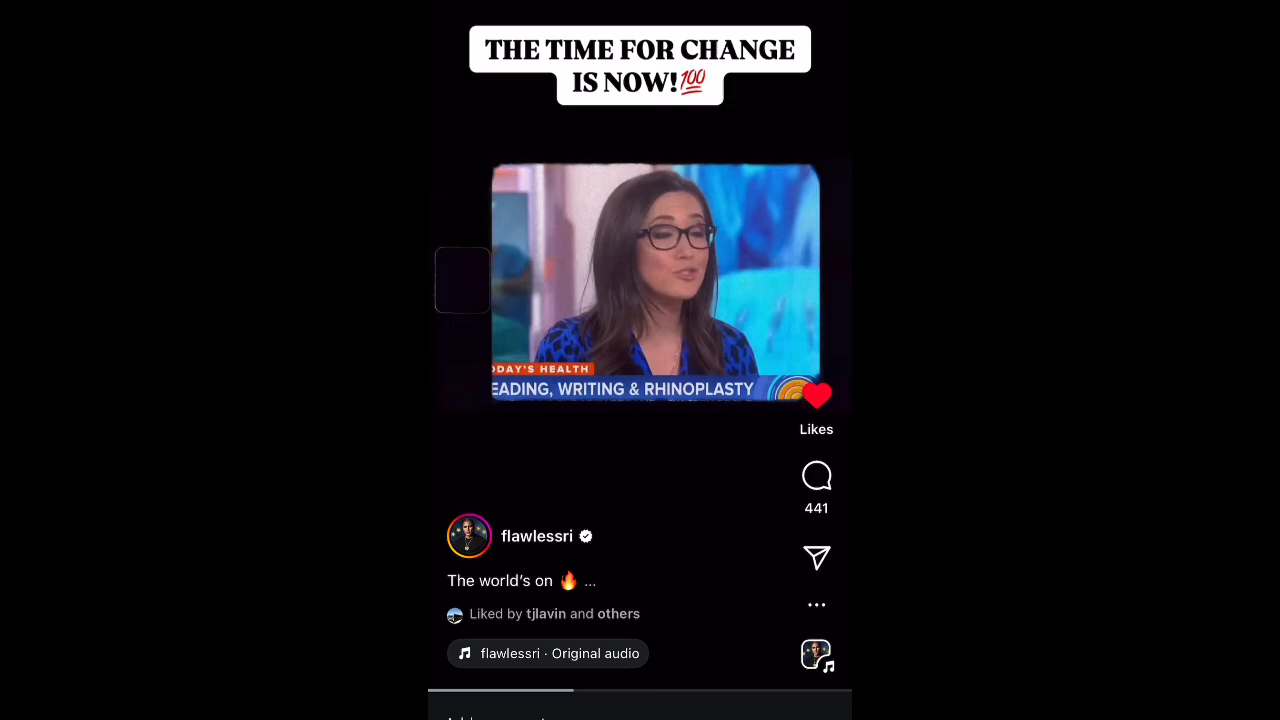 THE TIME FOR CHANGE
IS NOW!💯
ODAY'S HEALTH
EADING, WRITING & RHINOPLASTY
Likes
441
flawlessri
The world's on 🔥 ...
Liked by tjlavin and others
flawlessri · Original audio